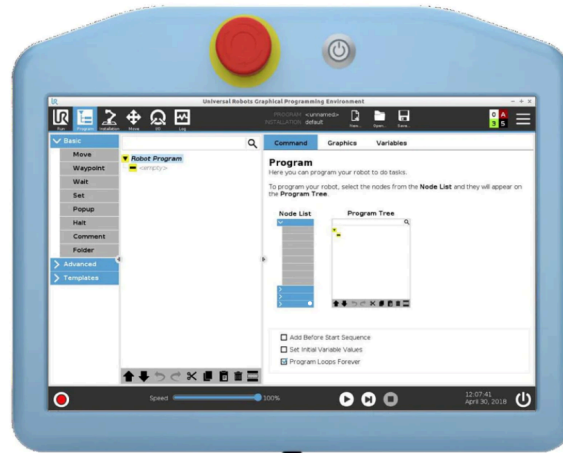 Universal Robots Graphical Programming Environment
UR
Run
Program
Installation
Move
I/O
Log
PROGRAM <unnamed>
INSTALLATION default
New...
Open...
Save...
Basic
Move
Waypoint
Wait
Set
Popup
Halt
Comment
Folder
Advanced
Templates
Robot Program
<empty>
Command Graphics Variables
Program
Here you can program your robot to do tasks.
To program your robot, select the nodes from the Node List and they will appear on
the Program Tree.
Node List Program Tree
Add Before Start Sequence
Set Initial Variable Values
Program Loops Forever
Speed 100%
12:07:41
April 30, 2018